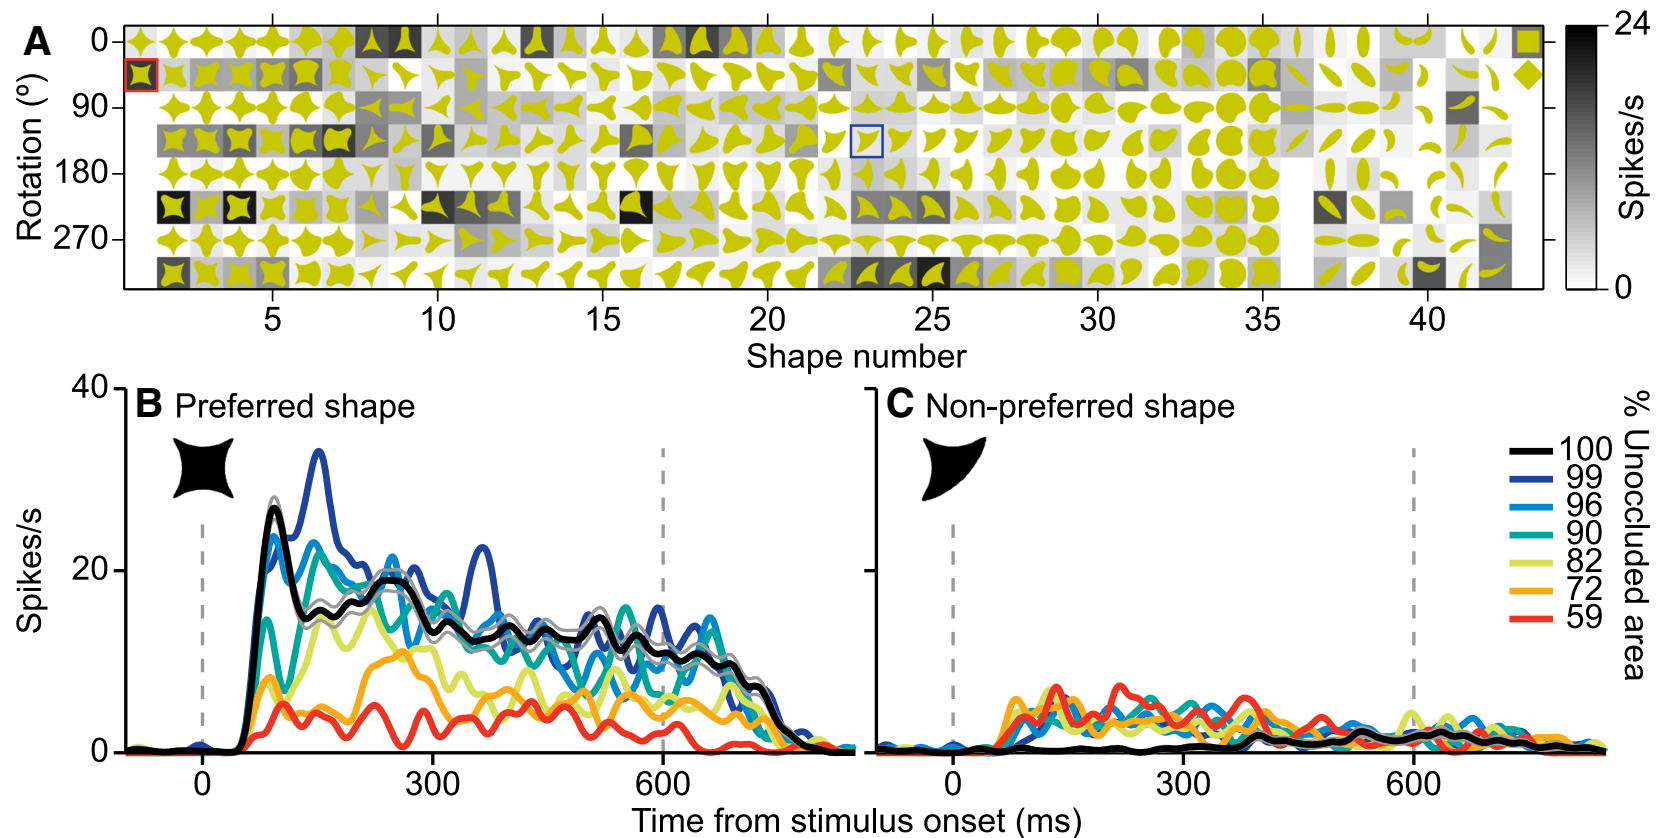 A
0
90
180
270
Rotation (º)
5 10 15 20 25 30 35 40
Shape number
24
0
Spikes/s
B Preferred shape
C Non-preferred shape
40
20
0
Spikes/s
0 300 600
0 300 600
Time from stimulus onset (ms)
100
99
96
90
82
72
59
% Unoccluded area